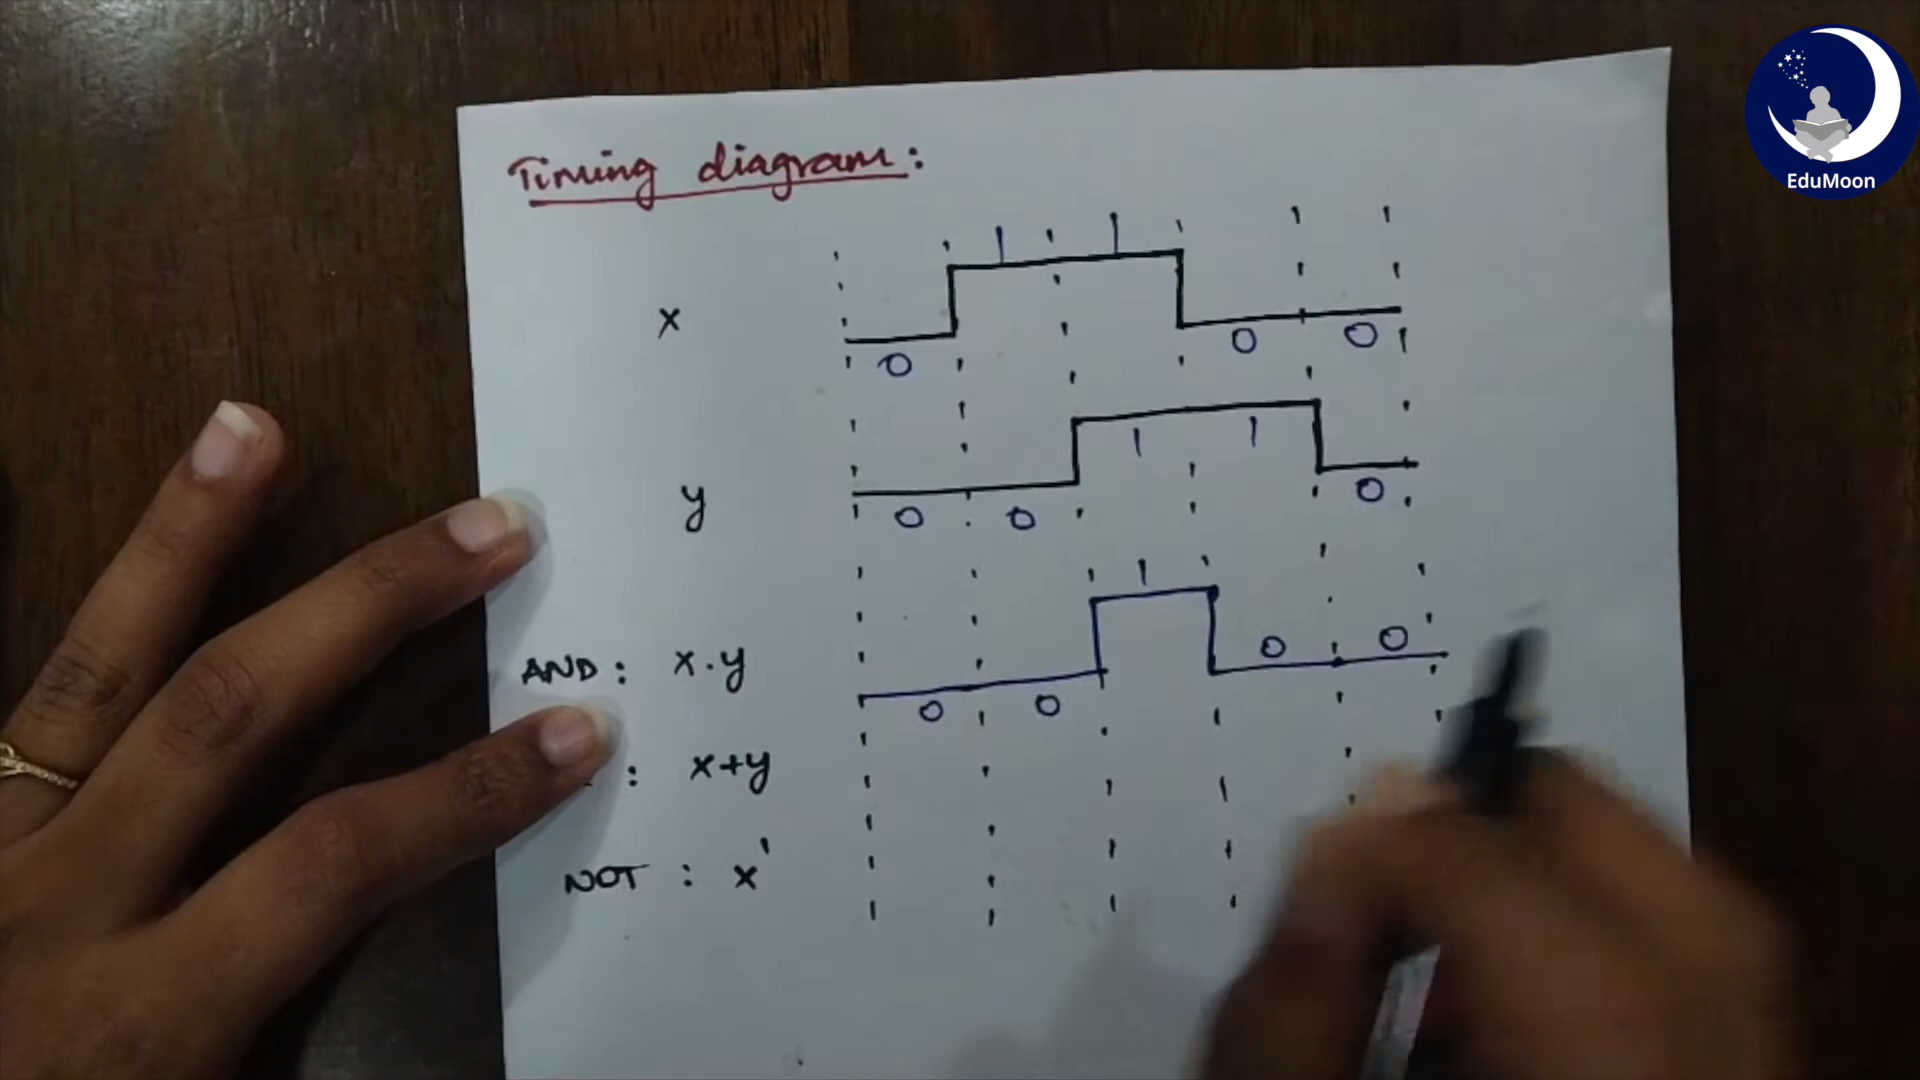 EduMoon
Timing diagram:
1 1
x
0 0 0
1 1
y
0 0 0
1
AND: x.y 0 0
0 0
: x+y
NOT: x'